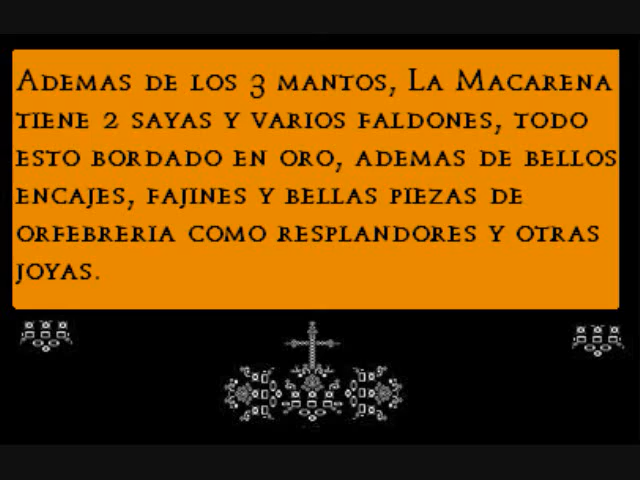 Ademas de los 3 mantos, La Macarena
tiene 2 sayas y varios faldones, todo
esto bordado en oro, ademas de bellos
encajes, fajines y bellas piezas de
orfebreria como resplandores y otras
joyas.